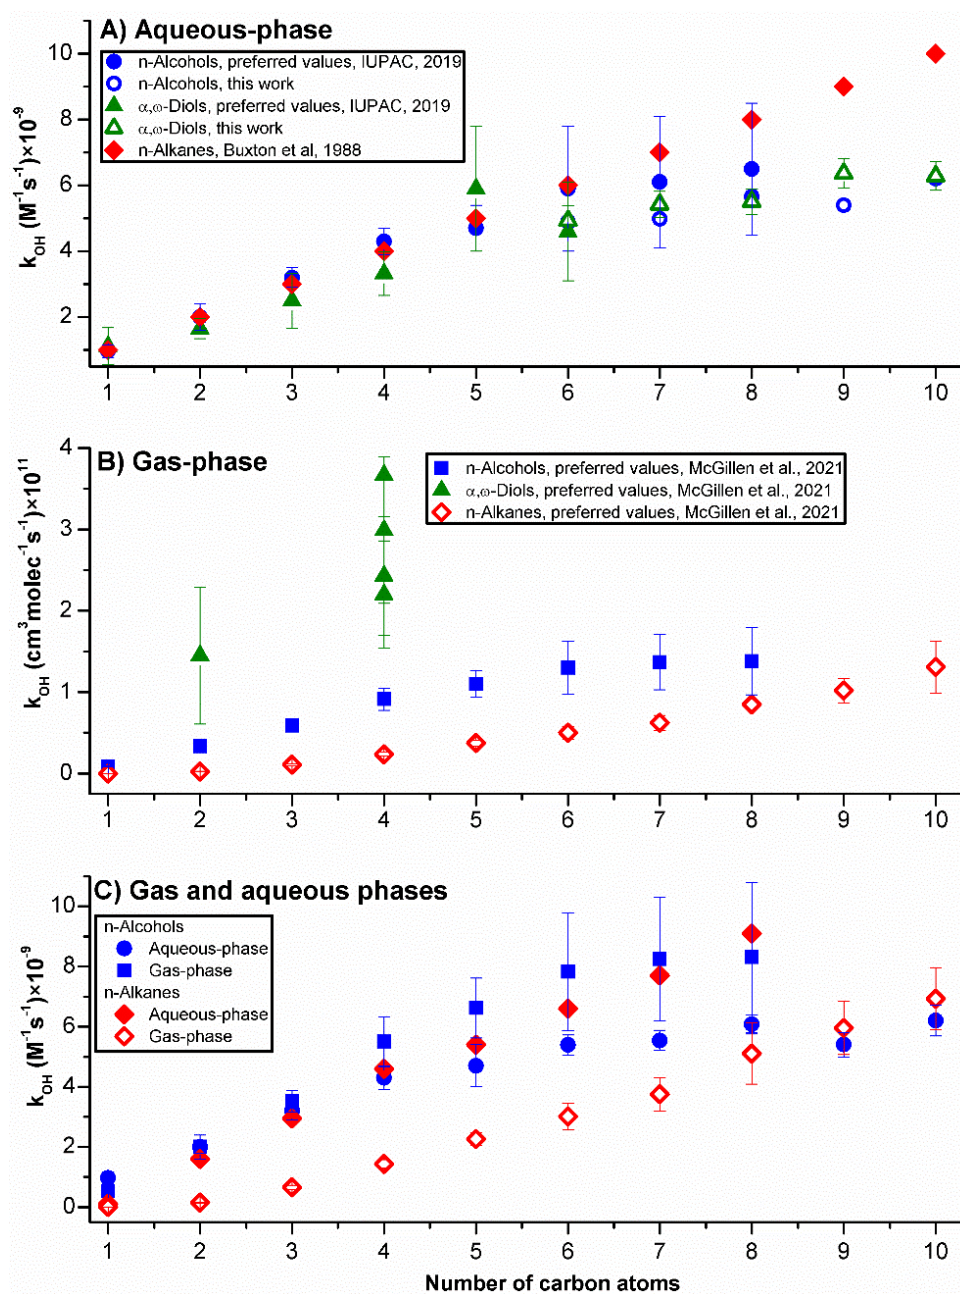 A) Aqueous-phase
n-Alcohols, preferred values, IUPAC, 2019
n-Alcohols, this work
α,ω-Diols, preferred values, IUPAC, 2019
α,ω-Diols, this work
n-Alkanes, Buxton et al, 1988
k_OH (M⁻¹s⁻¹)×10⁻⁹
10
8
6
4
2
1 2 3 4 5 6 7 8 9 10
B) Gas-phase
n-Alcohols, preferred values, McGillen et al., 2021
α,ω-Diols, preferred values, McGillen et al., 2021
n-Alkanes, preferred values, McGillen et al., 2021
k_OH (cm³molec⁻¹s⁻¹)×10¹¹
4
3
2
1
0
1 2 3 4 5 6 7 8 9 10
C) Gas and aqueous phases
n-Alcohols
Aqueous-phase
Gas-phase
n-Alkanes
Aqueous-phase
Gas-phase
k_OH (M⁻¹s⁻¹)×10⁻⁹
10
8
6
4
2
0
1 2 3 4 5 6 7 8 9 10
Number of carbon atoms